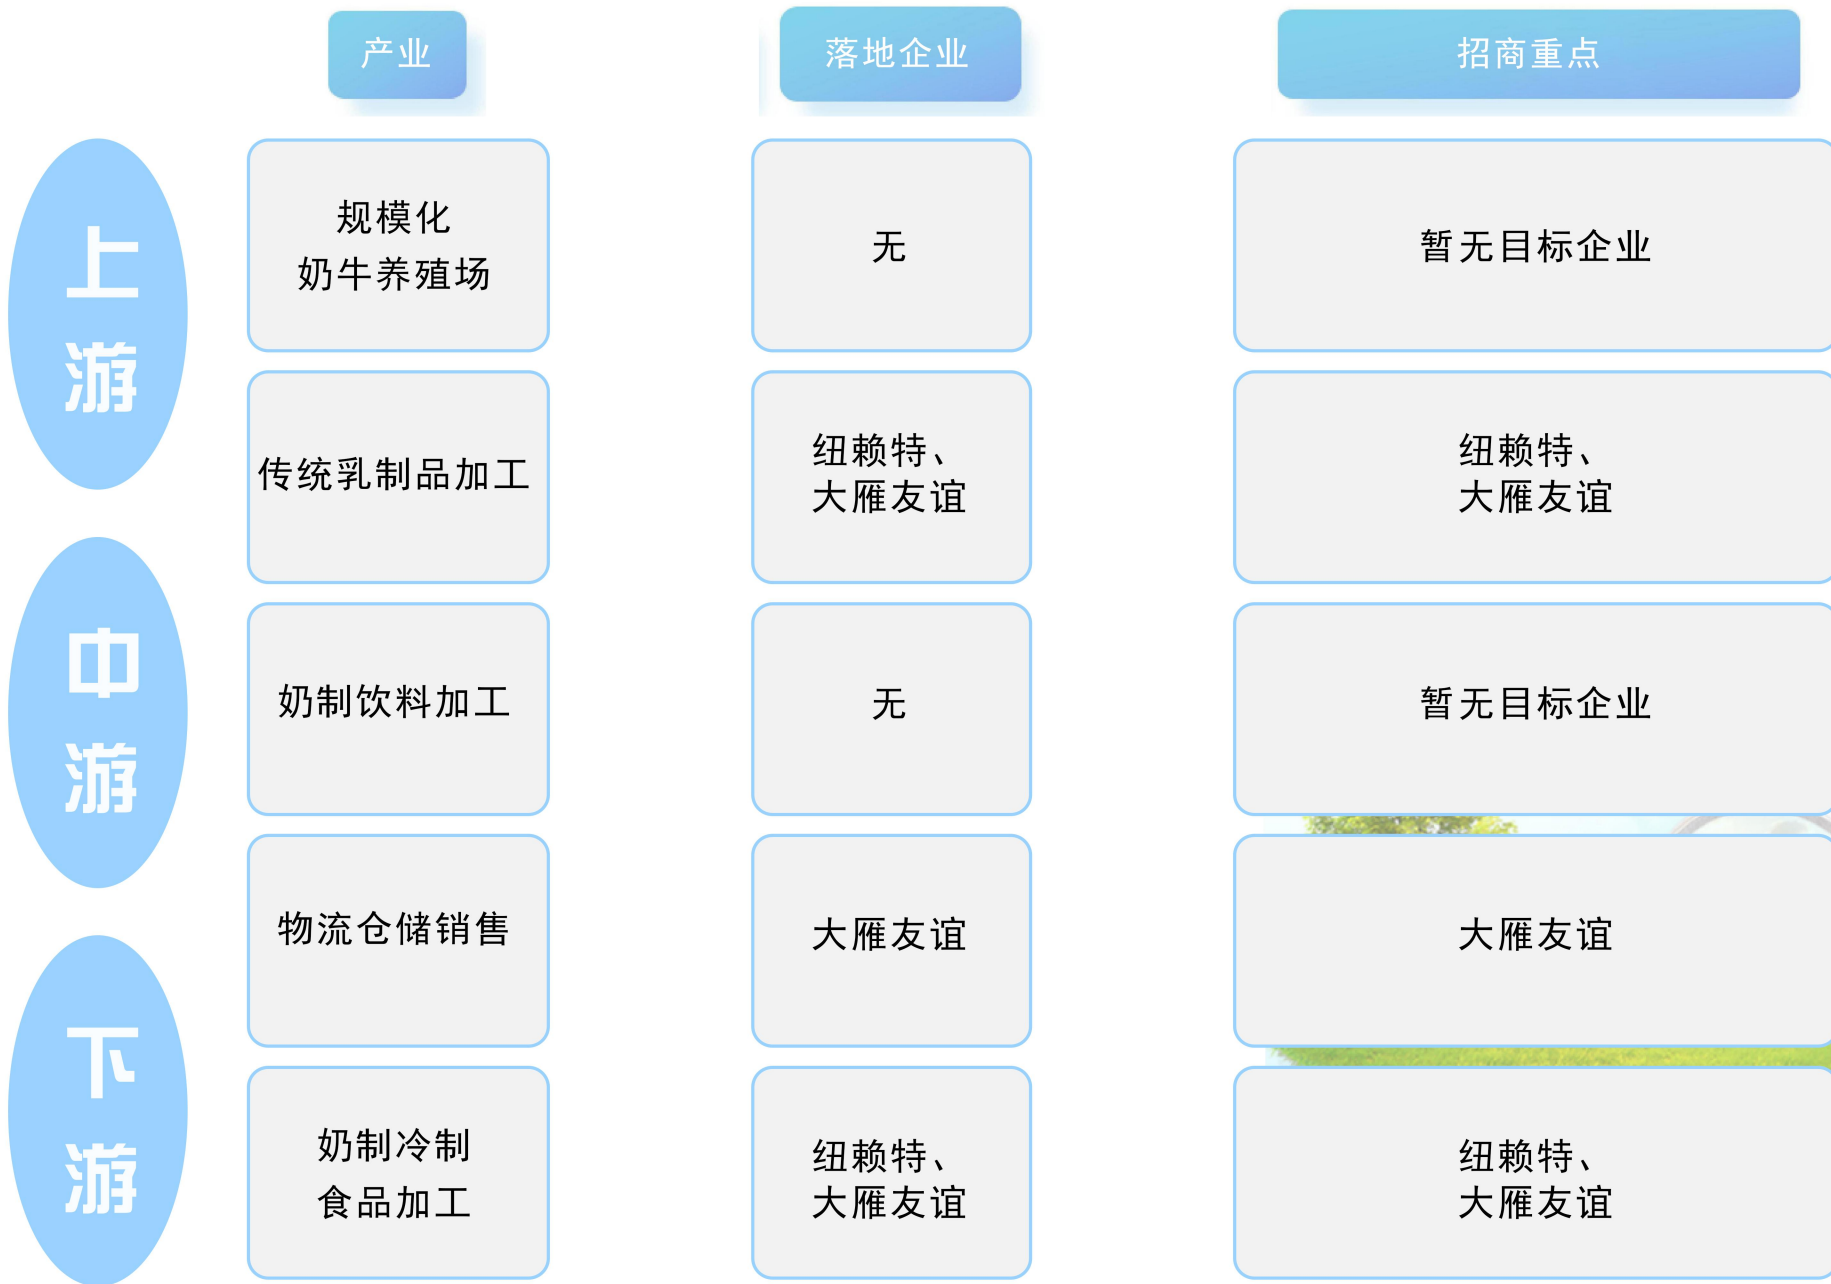 产业
落地企业
招商重点
上游
规模化
奶牛养殖场
无
暂无目标企业
传统乳制品加工
纽赖特、
大雁友谊
纽赖特、
大雁友谊
中游
奶制饮料加工
无
暂无目标企业
物流仓储销售
大雁友谊
大雁友谊
下游
奶制冷制
食品加工
纽赖特、
大雁友谊
纽赖特、
大雁友谊